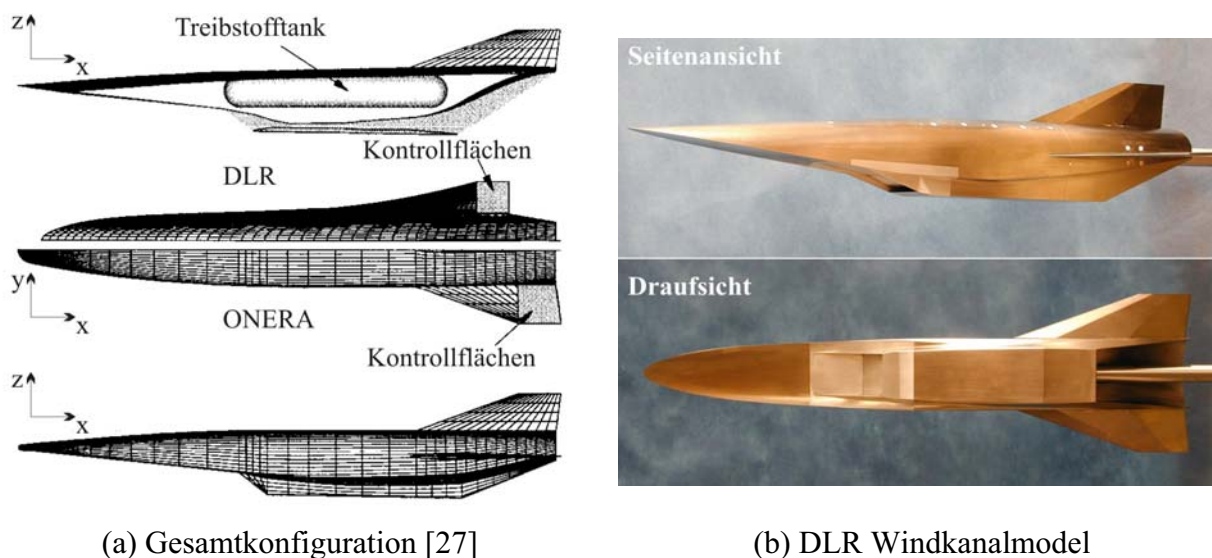 z
Treibstofftank
x
Kontrollflächen
DLR
y
x
ONERA
Kontrollflächen
z
x
(a) Gesamtkonfiguration [27]
Seitenansicht
Draufsicht
(b) DLR Windkanalmodel